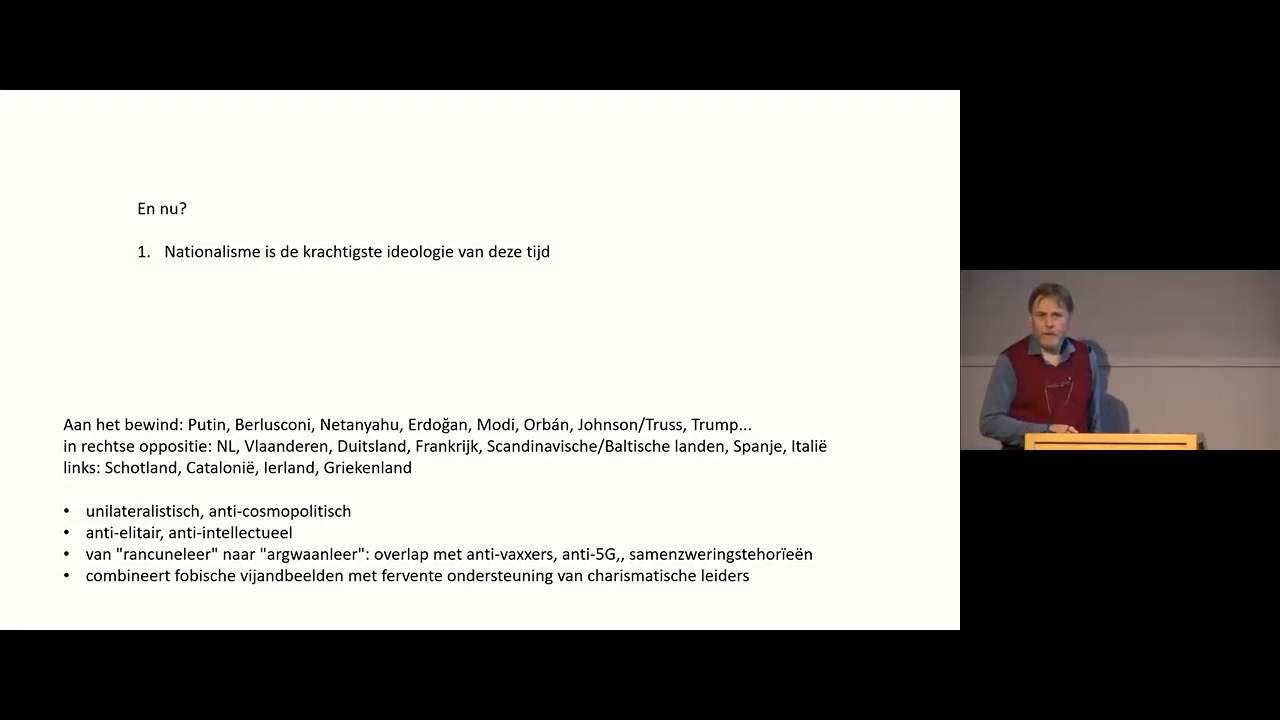 En nu?
1. Nationalisme is de krachtigste ideologie van deze tijd
Aan het bewind: Putin, Berlusconi, Netanyahu, Erdoğan, Modi, Orbán, Johnson/Truss, Trump...
in rechtse oppositie: NL, Vlaanderen, Duitsland, Frankrijk, Scandinavische/Baltische landen, Spanje, Italië
links: Schotland, Catalonië, Ierland, Griekenland
• unilateralistisch, anti-cosmopolitisch
• anti-elitair, anti-intellectueel
• van "rancuneleer" naar "argwaanleer": overlap met anti-vaxxers, anti-5G,, samenzweringstehorïeën
• combineert fobische vijandbeelden met fervente ondersteuning van charismatische leiders